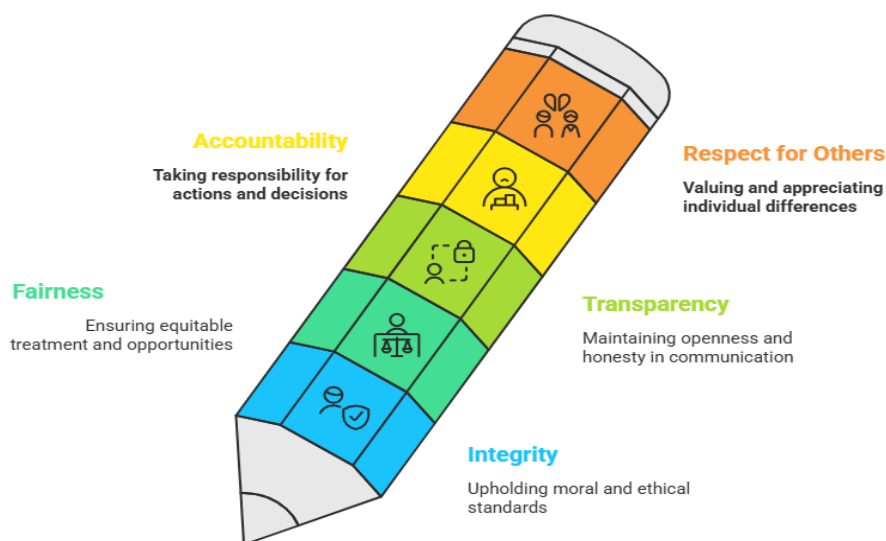 Accountability
Taking responsibility for
actions and decisions
Respect for Others
Valuing and appreciating
individual differences
Fairness
Ensuring equitable
treatment and opportunities
Transparency
Maintaining openness and
honesty in communication
Integrity
Upholding moral and ethical
standards